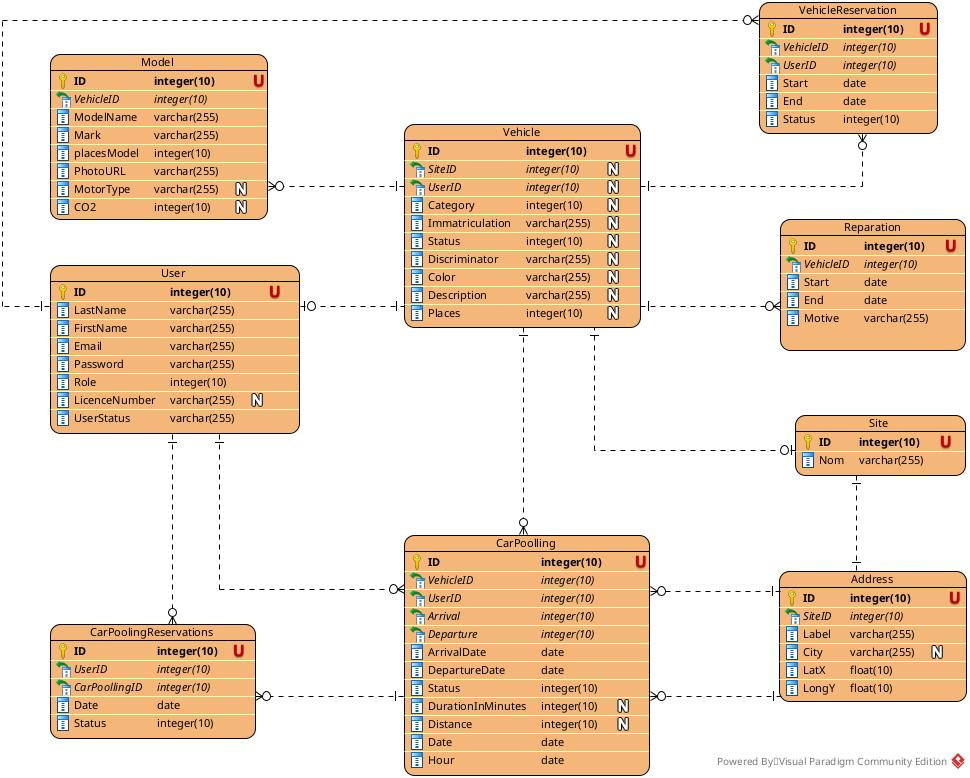 VehicleReservation
ID integer(10) U
VehicleID integer(10)
UserID integer(10)
Start date
End date
Status integer(10)
Model
ID integer(10) U
VehicleID integer(10)
ModelName varchar(255)
Mark varchar(255)
placesModel integer(10)
PhotoURL varchar(255)
MotorType varchar(255) N
CO2 integer(10) N
Vehicle
ID integer(10) U
SiteID integer(10) N
UserID integer(10) N
Category integer(10) N
Immatriculation varchar(255) N
Status integer(10) N
Discriminator varchar(255) N
Color varchar(255) N
Description varchar(255) N
Places integer(10) N
Reparation
ID integer(10) U
VehicleID integer(10)
Start date
End date
Motive varchar(255)
User
ID integer(10) U
LastName varchar(255)
FirstName varchar(255)
Email varchar(255)
Password varchar(255)
Role integer(10)
LicenceNumber varchar(255) N
UserStatus varchar(255)
Site
ID integer(10) U
Nom varchar(255)
CarPoolling
ID integer(10) U
VehicleID integer(10)
UserID integer(10)
Arrival integer(10)
Departure integer(10)
ArrivalDate date
DepartureDate date
Status integer(10)
DurationInMinutes integer(10) N
Distance integer(10) N
Date date
Hour date
Address
ID integer(10) U
SiteID integer(10)
Label varchar(255)
City varchar(255) N
LatX float(10)
LongY float(10)
CarPoolingReservations
ID integer(10) U
UserID integer(10)
CarPoollingID integer(10)
Date date
Status integer(10)
Powered By Visual Paradigm Community Edition